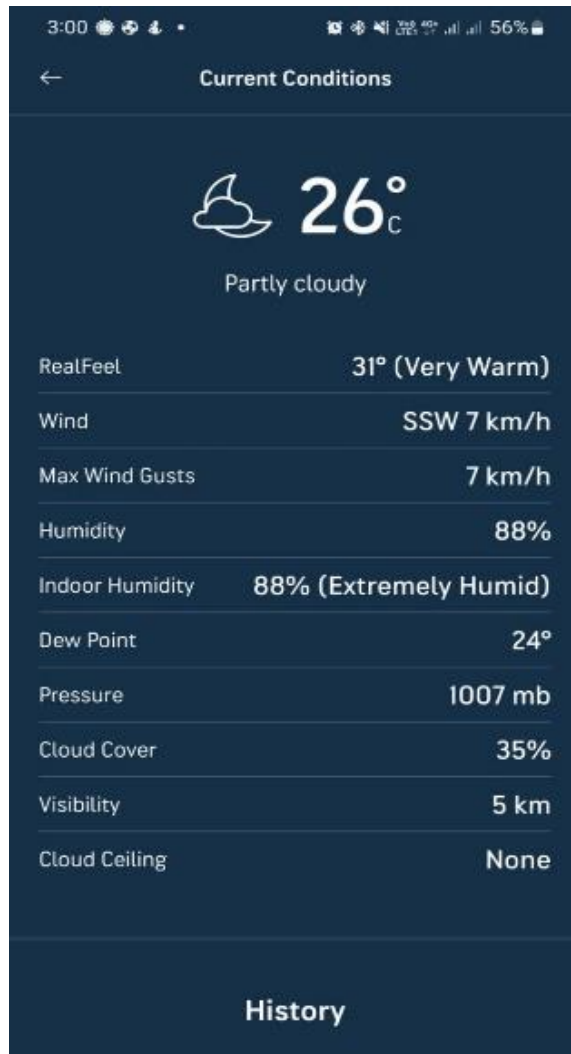 3:00 56%
Current Conditions
26°C
Partly cloudy
RealFeel 31° (Very Warm)
Wind SSW 7 km/h
Max Wind Gusts 7 km/h
Humidity 88%
Indoor Humidity 88% (Extremely Humid)
Dew Point 24°
Pressure 1007 mb
Cloud Cover 35%
Visibility 5 km
Cloud Ceiling None
History